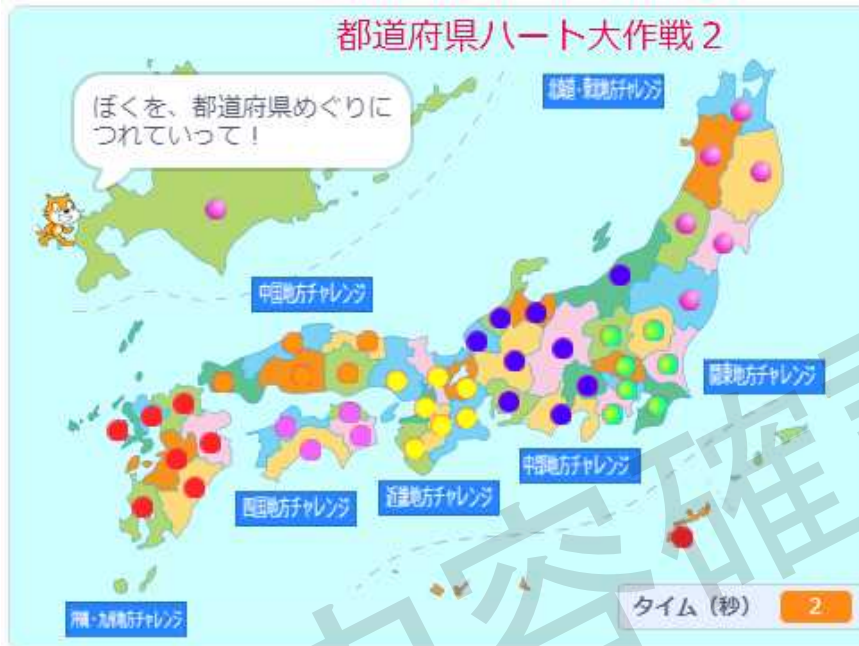 都道府県ハート大作戦2
北海道・東北地方チャレンジ
ぼくを、都道府県めぐりに
つれていって！
中国地方チャレンジ
関東地方チャレンジ
中部地方チャレンジ
近畿地方チャレンジ
四国地方チャレンジ
沖縄・九州地方チャレンジ
タイム（秒） 2
内容確